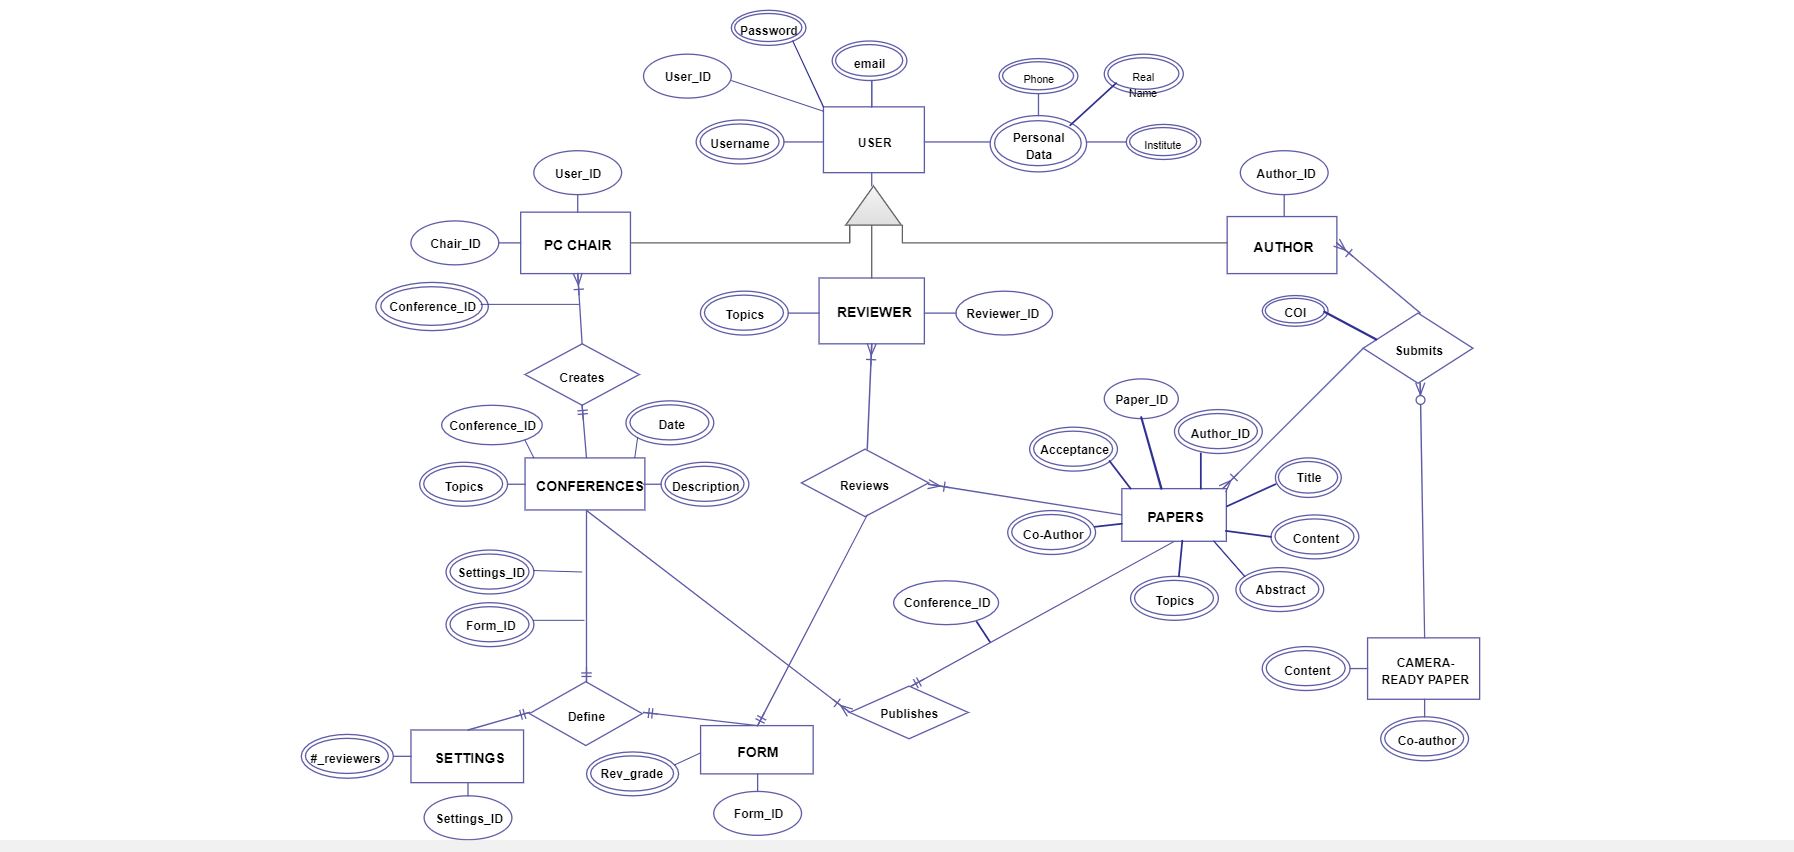 Password
email
User_ID
Phone
Real
Name
Username
USER
Personal
Data
Institute
User_ID
Author_ID
Chair_ID
PC CHAIR
AUTHOR
Conference_ID
Topics
REVIEWER
Reviewer_ID
COI
Submits
Creates
Paper_ID
Conference_ID
Date
Author_ID
Acceptance
Topics
CONFERENCES
Description
Reviews
Title
PAPERS
Co-Author
Content
Settings_ID
Abstract
Topics
Conference_ID
Form_ID
CAMERA-
READY PAPER
Content
Define
Publishes
Co-author
#_reviewers
SETTINGS
FORM
Rev_grade
Settings_ID
Form_ID